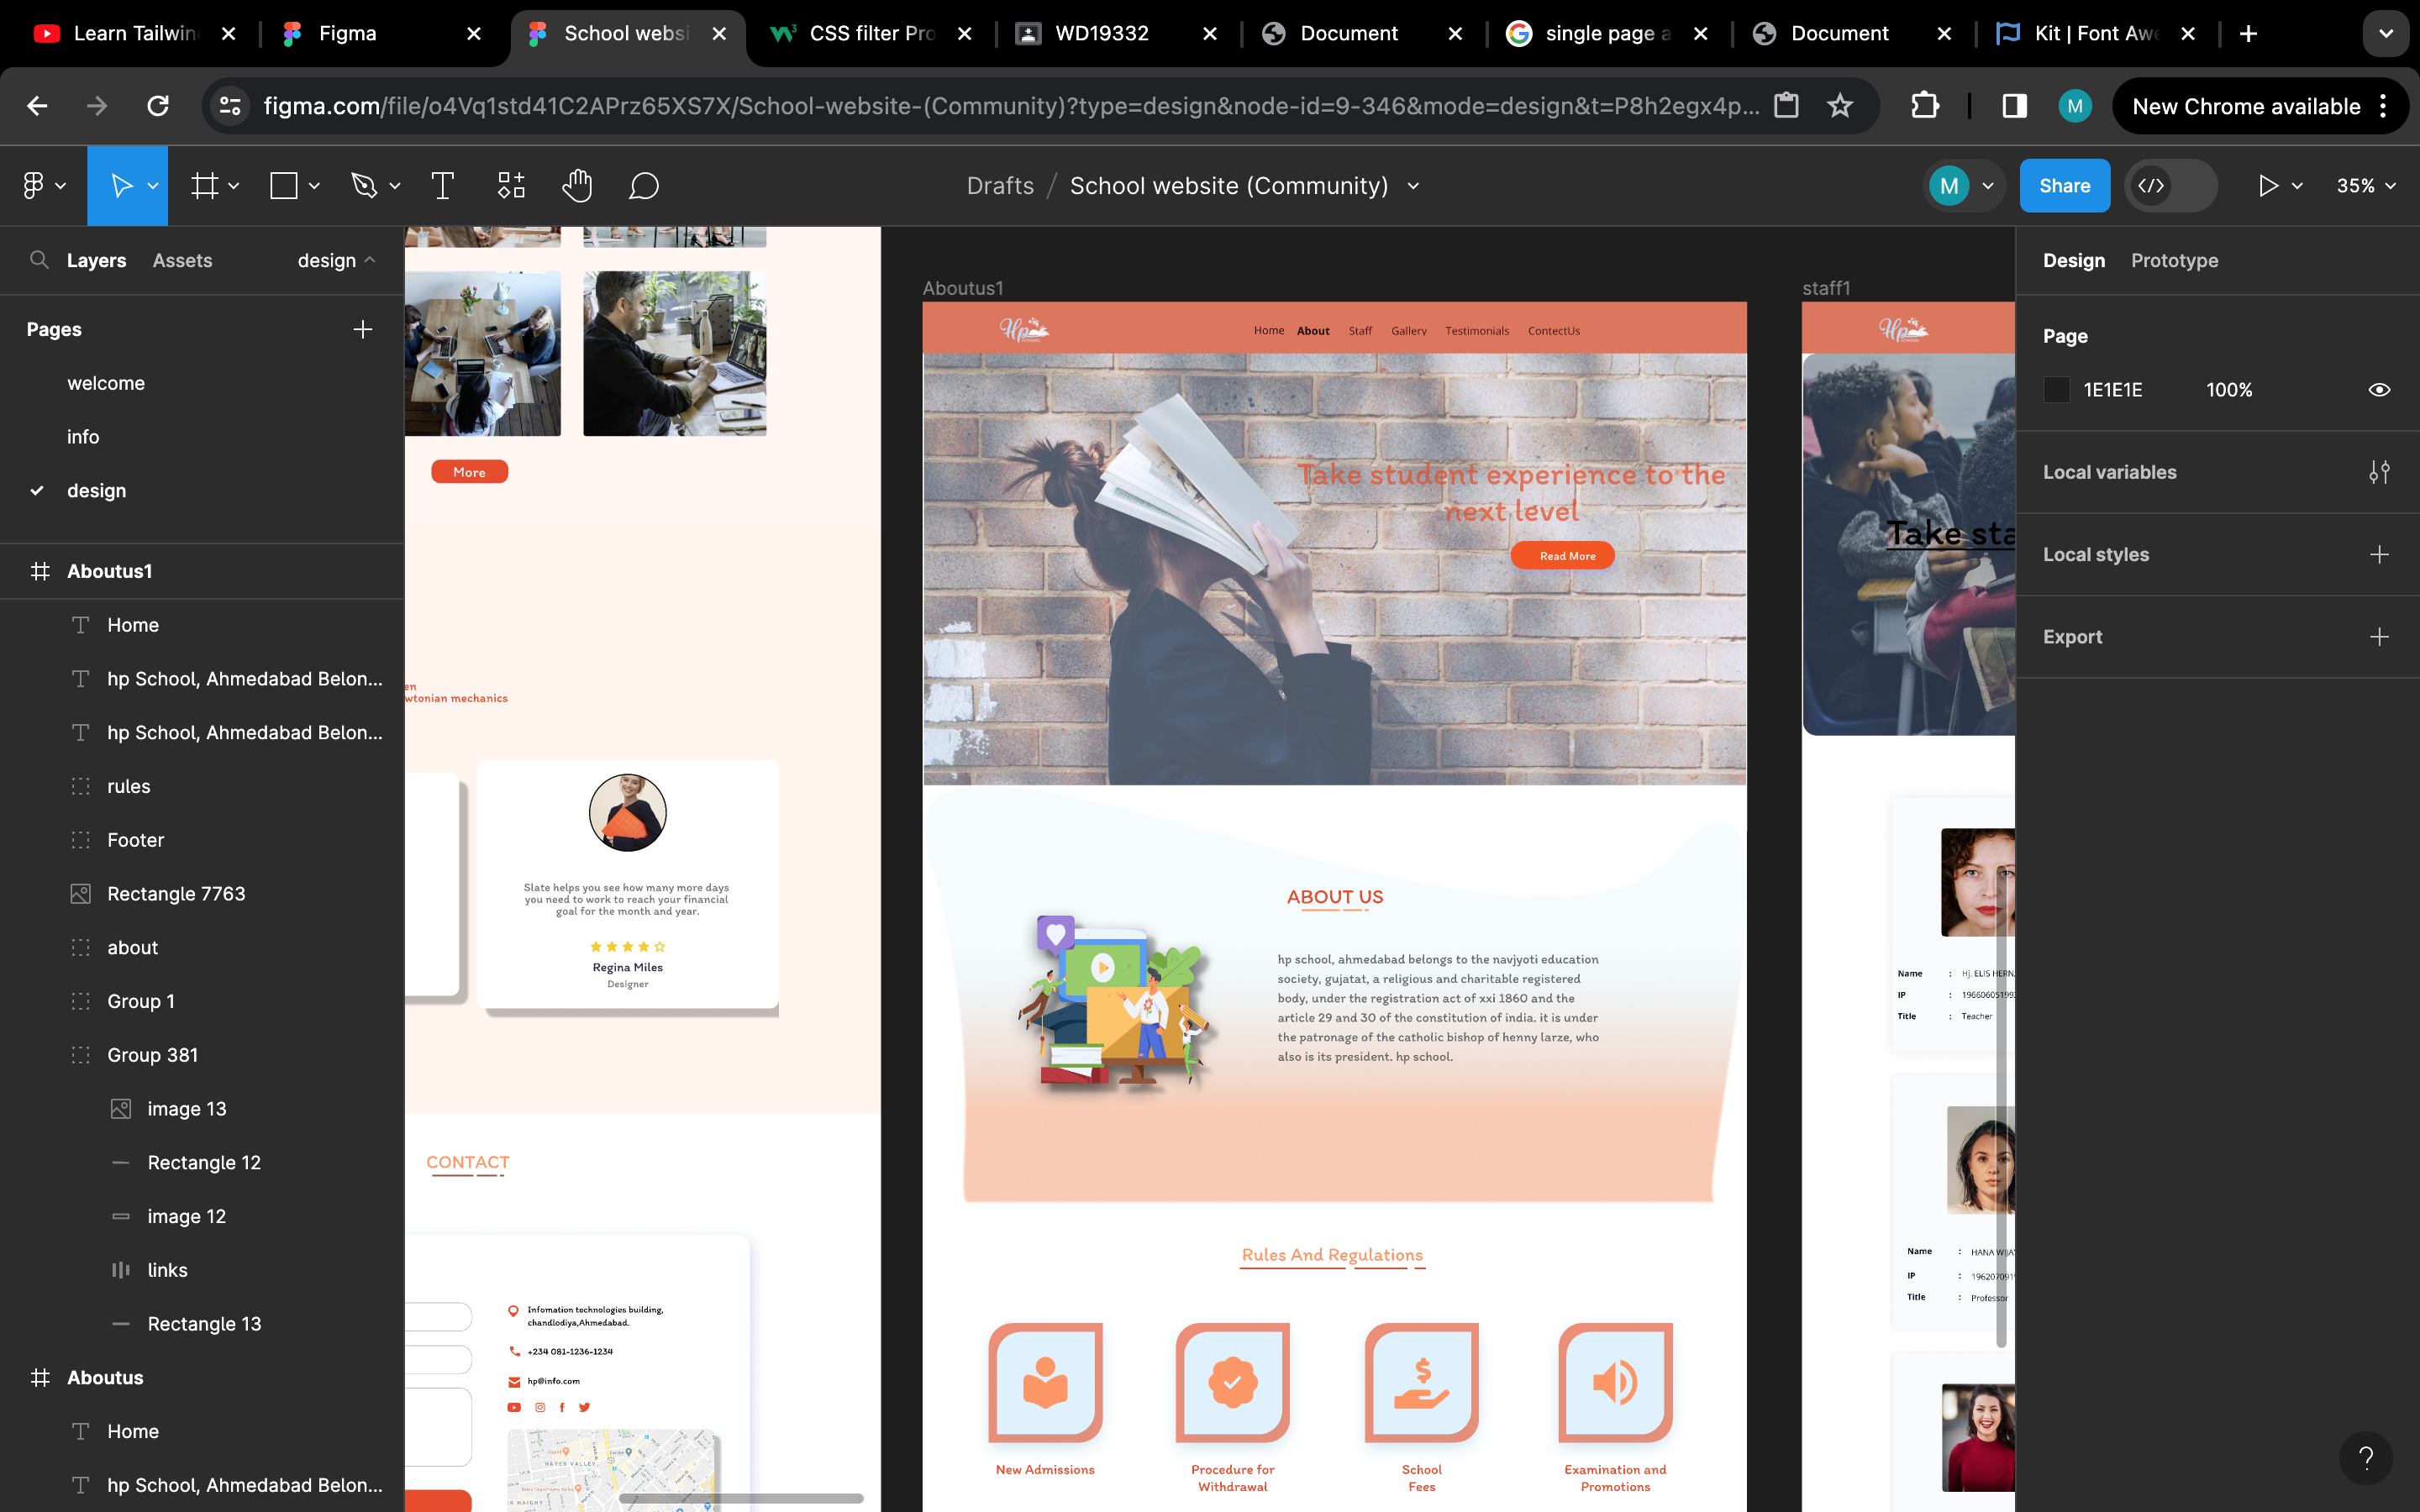 Learn Tailwin
Figma
School websi
CSS filter Pro
WD19332
Document
single page a
Document
Kit | Font Awe
figma.com/file/o4Vq1std41C2APrz65XS7X/School-website-(Community)?type=design&node-id=9-346&mode=design&t=P8h2egx4p...
M
New Chrome available
Drafts / School website (Community)
M
Share
35%
Layers
Assets
design
Pages
welcome
info
design
Aboutus1
Home
hp School, Ahmedabad Belon...
hp School, Ahmedabad Belon...
rules
Footer
Rectangle 7763
about
Group 1
Group 381
image 13
Rectangle 12
image 12
links
Rectangle 13
Aboutus
Home
hp School, Ahmedabad Belon...
More
en
wtonian mechanics
Slate helps you see how many more days
you need to work to reach your financial
goal for the month and year.
Regina Miles
Designer
CONTACT
Infomation technologies building,
chandlodiya,Ahmedabad.
+234 081-1236-1234
hp@info.com
HAYES VALLEY
Aboutus1
Hp
SCHOOL
Home About Staff Gallery Testimonials ContectUs
Take student experience to the
next level
Read More
ABOUT US
hp school, ahmedabad belongs to the navjyoti education
society, gujatat, a religious and charitable registered
body, under the registration act of xxi 1860 and the
article 29 and 30 of the constitution of india. it is under
the patronage of the catholic bishop of henny larze, who
also is its president. hp school.
Rules And Regulations
New Admissions
Procedure for
Withdrawal
School
Fees
Examination and
Promotions
staff1
Hp
SCHOOL
Take sta
Name : Hj. ELIS HERN
IP : 1966060519
Title : Teacher
Name : HANA WIJA
IP : 196207091
Title : Professor
Design
Prototype
Page
1E1E1E
100%
Local variables
Local styles
Export
?